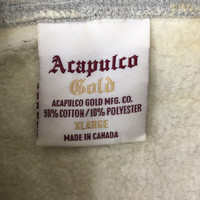 Acapulco
Gold
ACAPULCO GOLD MFG. CO.
90% COTTON/10% POLYESTER
XLARGE
MADE IN CANADA